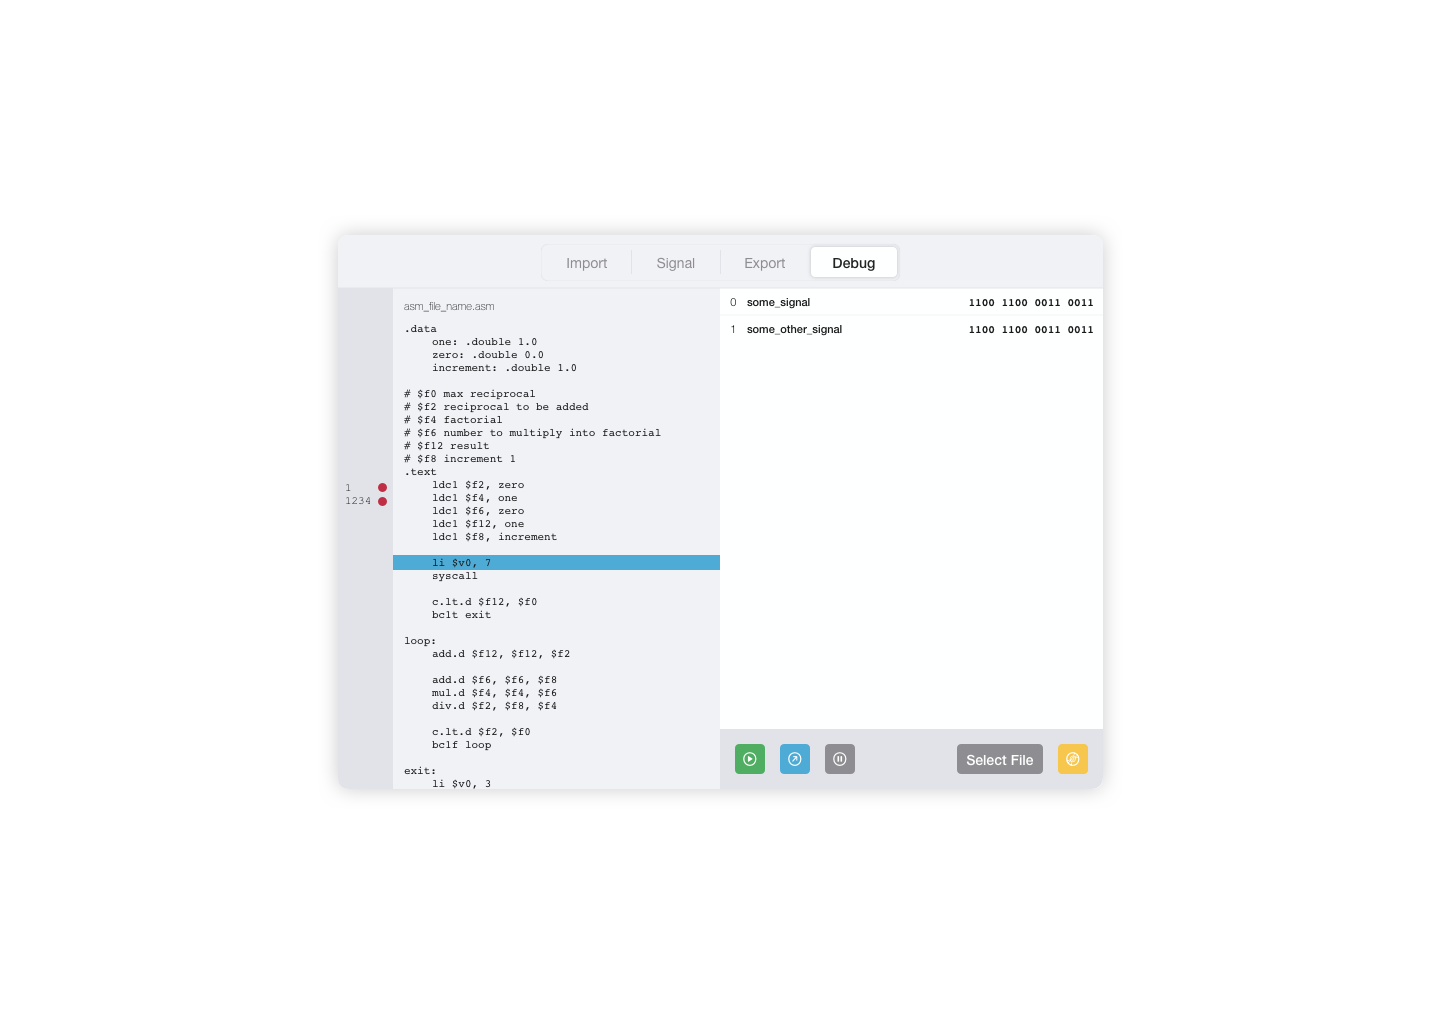 Import Signal Export Debug
asm_file_name.asm
.data
one: .double 1.0
zero: .double 0.0
increment: .double 1.0
# $f0 max reciprocal
# $f2 reciprocal to be added
# $f4 factorial
# $f6 number to multiply into factorial
# $f12 result
# $f8 increment 1
.text
1
ldc1 $f2, zero
1234
ldc1 $f4, one
ldc1 $f6, zero
ldc1 $f12, one
ldc1 $f8, increment
li $v0, 7
syscall
c.lt.d $f12, $f0
bclt exit
loop:
add.d $f12, $f12, $f2
add.d $f6, $f6, $f8
mul.d $f4, $f4, $f6
div.d $f2, $f8, $f4
c.lt.d $f2, $f0
bclf loop
exit:
li $v0, 3
0 some_signal 1100 1100 0011 0011
1 some_other_signal 1100 1100 0011 0011
Select File